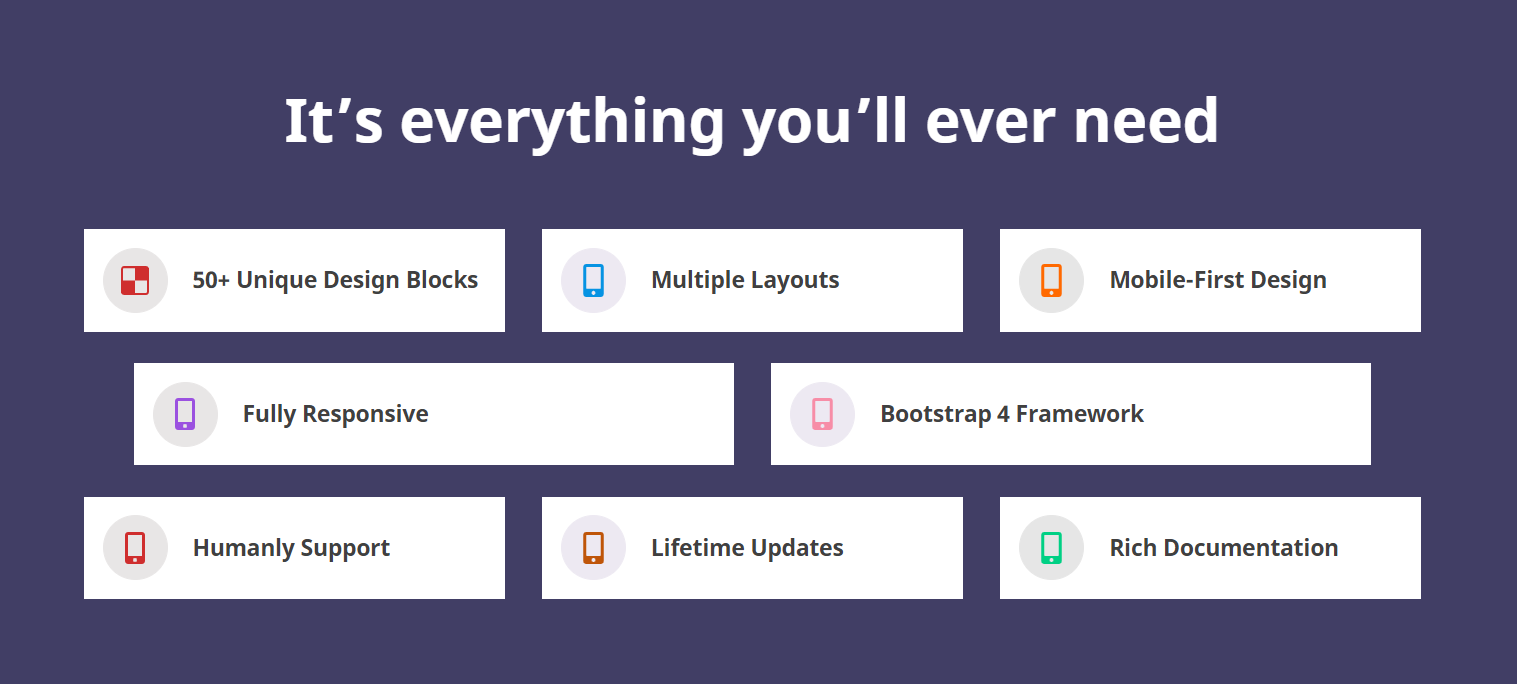 It’s everything you’ll ever need
50+ Unique Design Blocks
Multiple Layouts
Mobile-First Design
Fully Responsive
Bootstrap 4 Framework
Humanly Support
Lifetime Updates
Rich Documentation